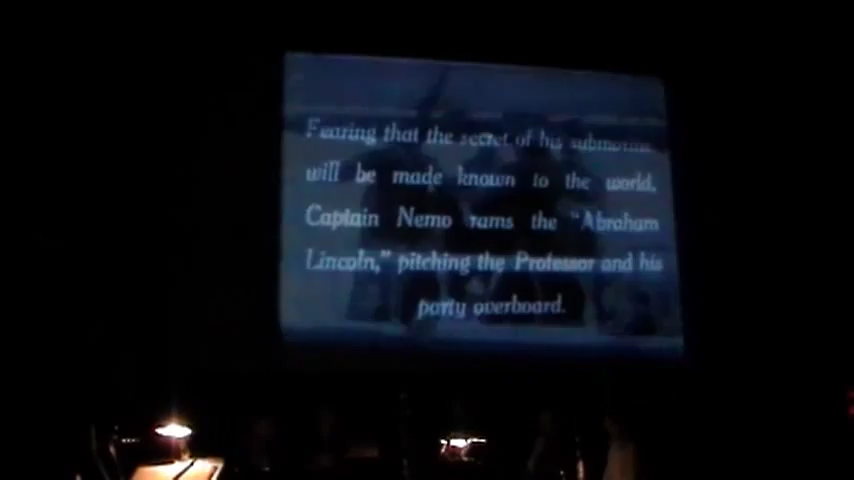 Fearing that the secret of his submarine
will be made known to the world,
Captain Nemo rams the "Abraham
Lincoln," pitching the Professor and his
party overboard.